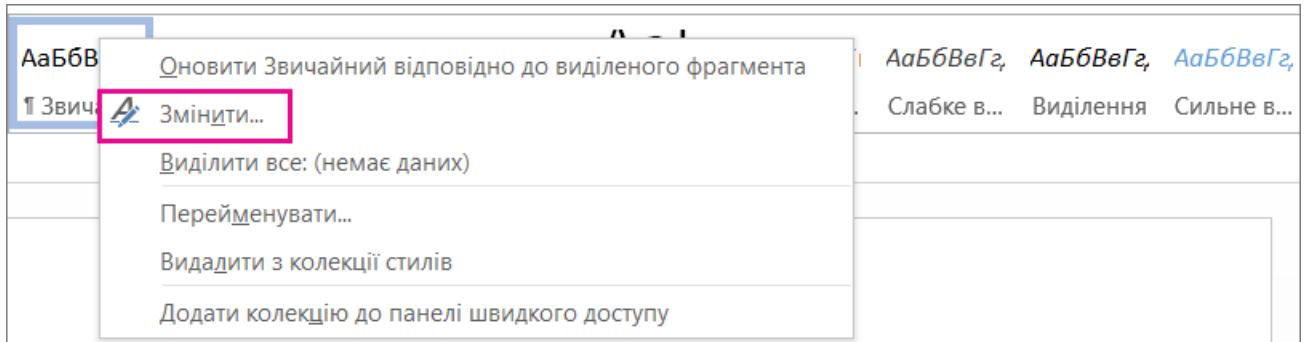 АаБбВ
АаБбВвГг, АаБбВвГг, АаБбВвГг,
¶ Звича
Слабке в... Виділення Сильне в...
Оновити Звичайний відповідно до виділеного фрагмента
Змінити...
Виділити все: (немає даних)
Перейменувати...
Видалити з колекції стилів
Додати колекцію до панелі швидкого доступу